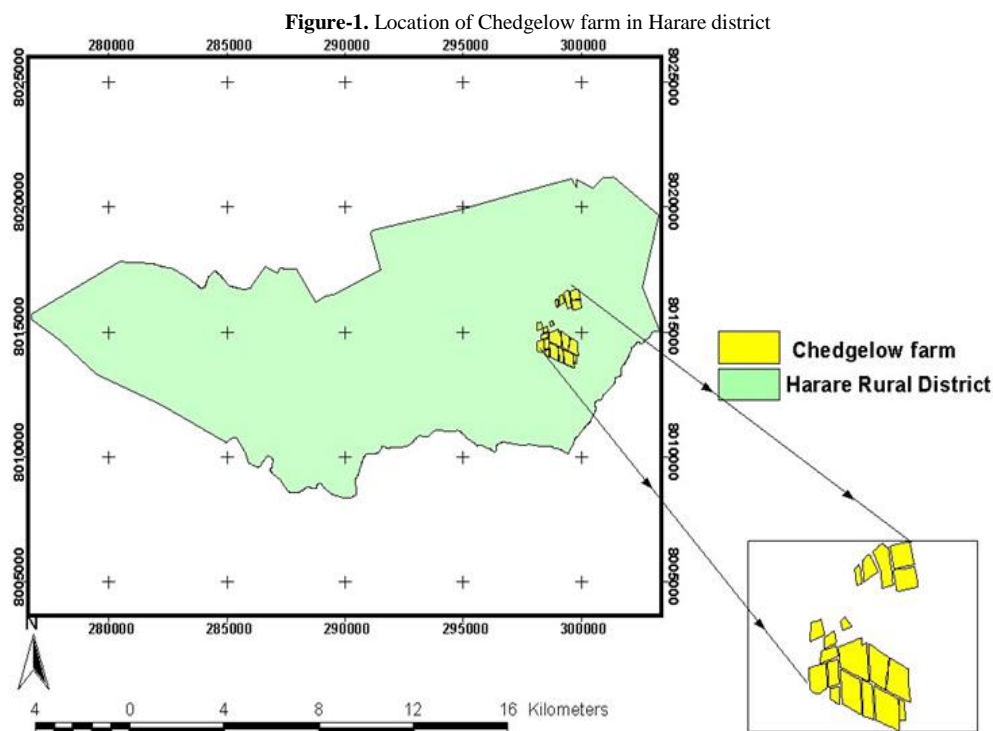 Figure-1. Location of Chedgelow farm in Harare district
280000 285000 290000 295000 300000
8025000 8025000
8020000 8020000
8015000 8015000
Chedgelow farm
Harare Rural District
8010000 8010000
8005000 8005000
280000 285000 290000 295000 300000
N
4 0 4 8 12 16 Kilometers